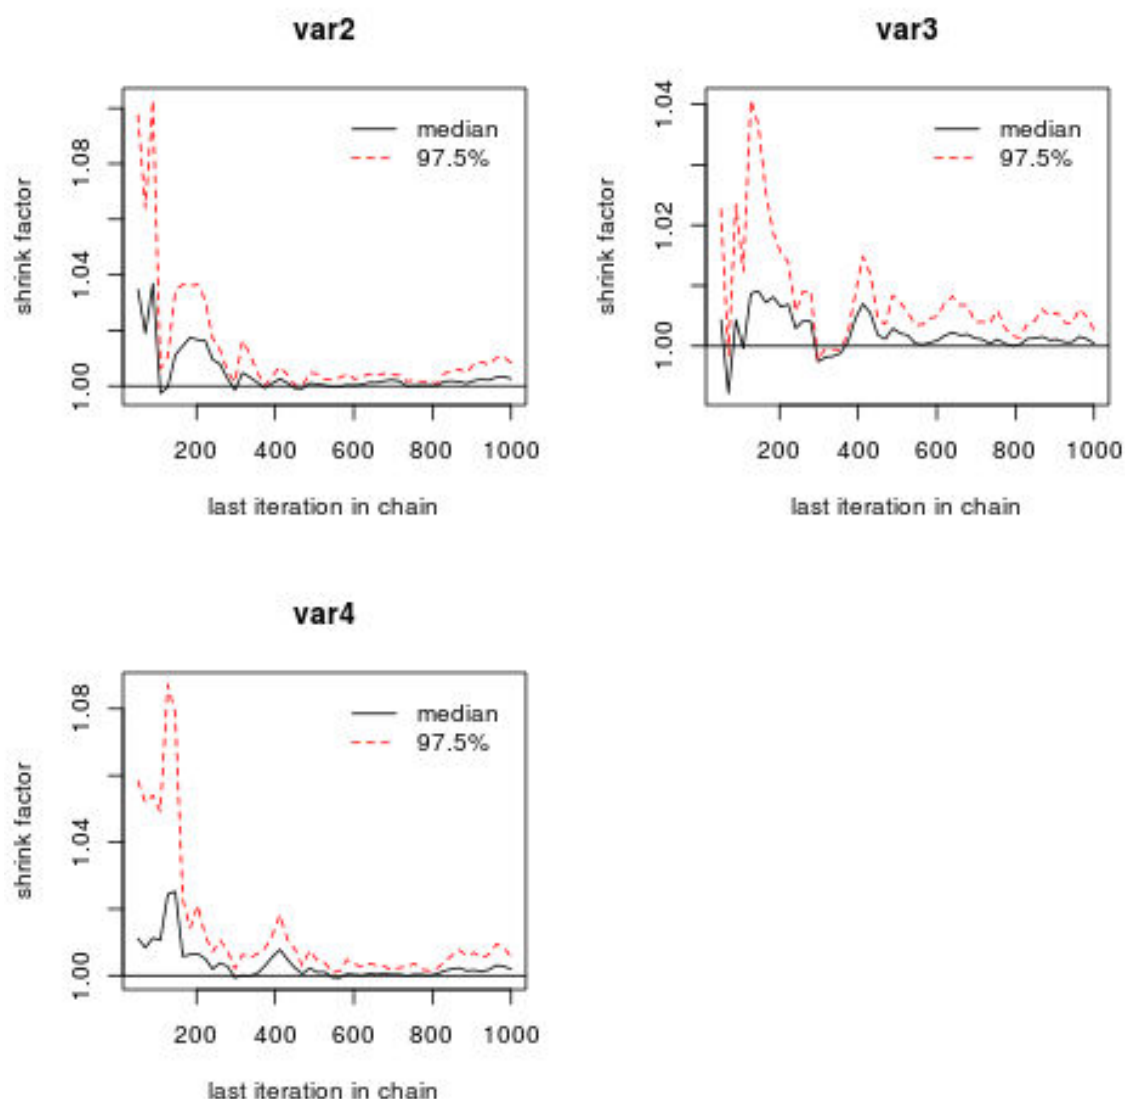 var2
1.08
1.04
1.00
shrink factor
median
97.5%
200 400 600 800 1000
last iteration in chain
var3
1.04
1.02
1.00
shrink factor
median
97.5%
200 400 600 800 1000
last iteration in chain
var4
1.08
1.04
1.00
shrink factor
median
97.5%
200 400 600 800 1000
last iteration in chain